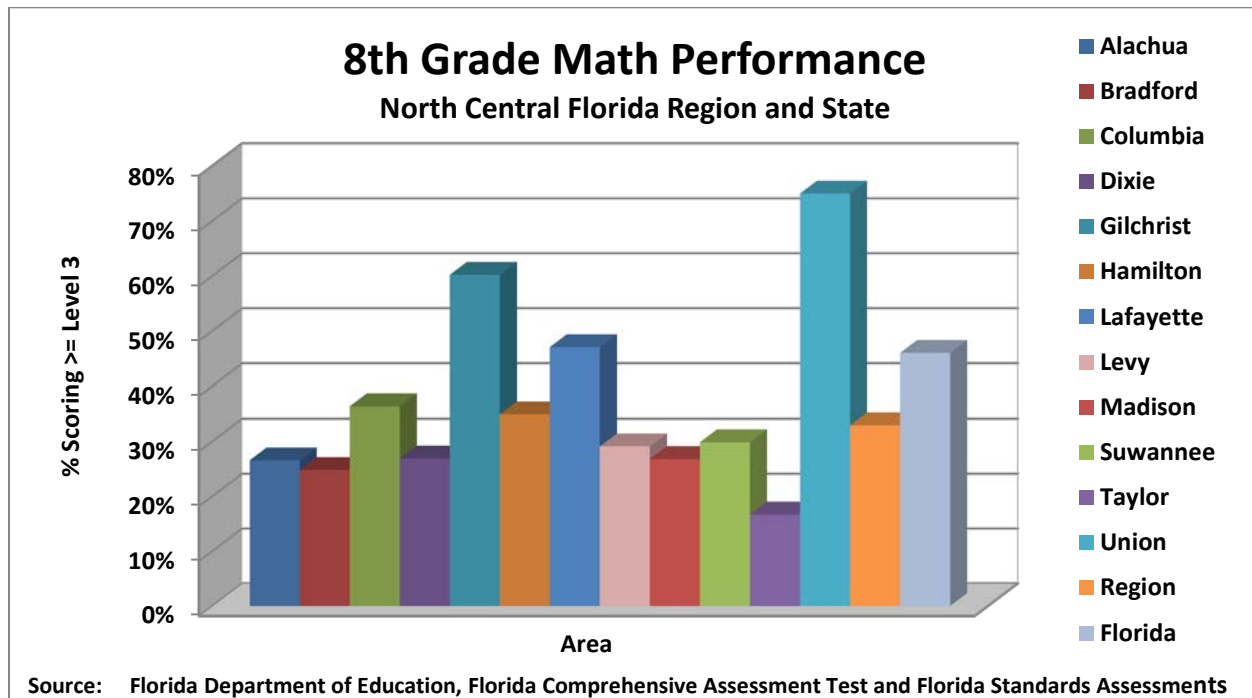 8th Grade Math Performance
North Central Florida Region and State
% Scoring >= Level 3
80%
70%
60%
50%
40%
30%
20%
10%
0%
Area
Alachua
Bradford
Columbia
Dixie
Gilchrist
Hamilton
Lafayette
Levy
Madison
Suwannee
Taylor
Union
Region
Florida
Source: Florida Department of Education, Florida Comprehensive Assessment Test and Florida Standards Assessments